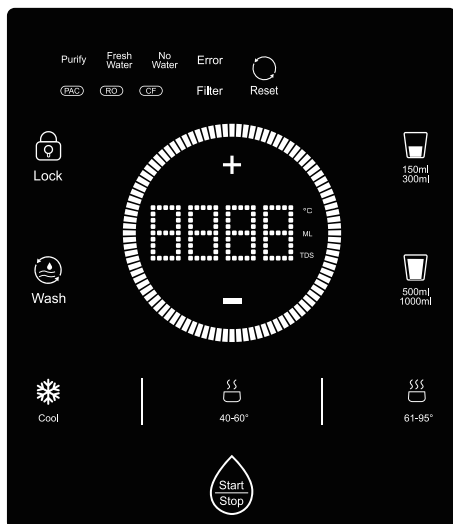 Purify
Fresh
Water
No
Water
Error
PAC
RO
CF
Filter
Reset
Lock
+
8888
°C
ML
TDS
-
150ml
300ml
Wash
500ml
1000ml
Cool
40-60°
61-95°
Start
Stop